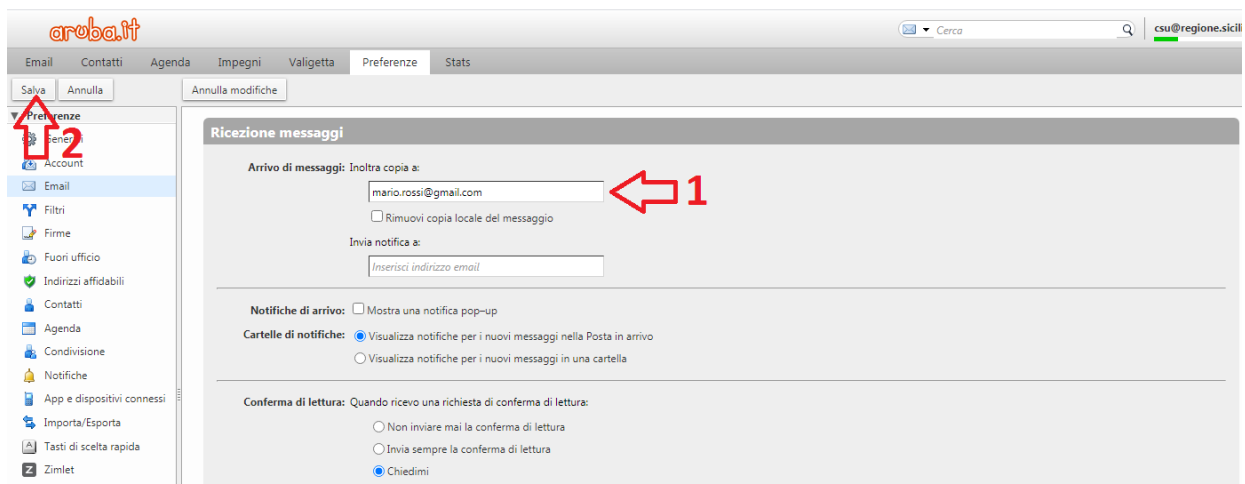 aruba.it
Cerca
csu@regione.sicil
Email Contatti Agenda Impegni Valigetta Preferenze Stats
Salva Annulla Annulla modifiche
Preferenze
2
Generali
Account
Email
Filtri
Firme
Fuori ufficio
Indirizzi affidabili
Contatti
Agenda
Condivisione
Notifiche
App e dispositivi connessi
Importa/Esporta
Tasti di scelta rapida
Zimlet
Ricezione messaggi
Arrivo di messaggi: Inoltra copia a:
mario.rossi@gmail.com
1
Rimuovi copia locale del messaggio
Invia notifica a:
Inserisci indirizzo email
Notifiche di arrivo: Mostra una notifica pop-up
Cartelle di notifiche: Visualizza notifiche per i nuovi messaggi nella Posta in arrivo
Visualizza notifiche per i nuovi messaggi in una cartella
Conferma di lettura: Quando ricevo una richiesta di conferma di lettura:
Non inviare mai la conferma di lettura
Invia sempre la conferma di lettura
Chiedimi